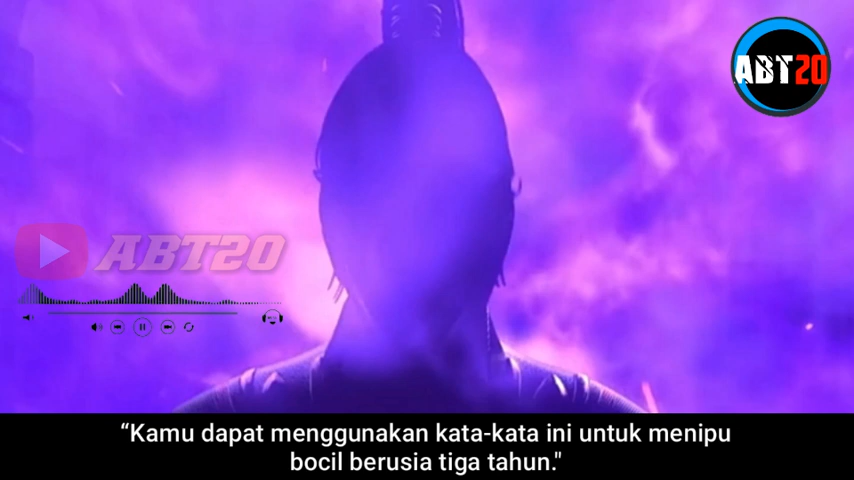 ABT20
ABT20
“Kamu dapat menggunakan kata-kata ini untuk menipu
bocil berusia tiga tahun."